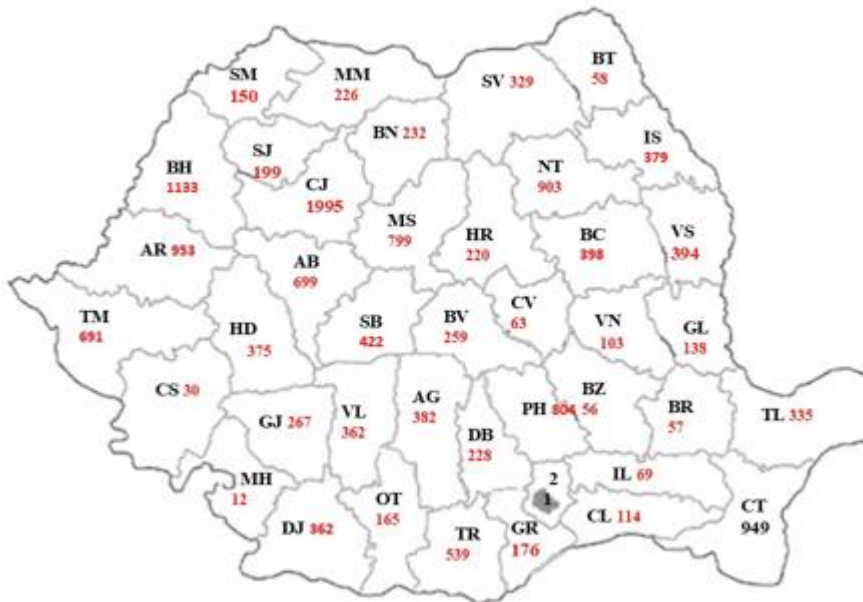 BT
58
SM
150
MM
226
SV 329
BN 232
IS
379
SJ
199
BH
1133
CJ
1995
NT
903
MS
799
HR
220
BC
398
VS
394
AR 953
AB
699
TM
691
HD
375
SB
422
BV
259
CV
63
VN
103
GL
138
CS 30
GJ 267
VL
362
AG
382
DB
228
PH 804
BZ
56
BR
57
TL 335
MH
12
DJ 362
OT
165
TR
539
GR
176
2
1
IL 69
CL 114
CT
949